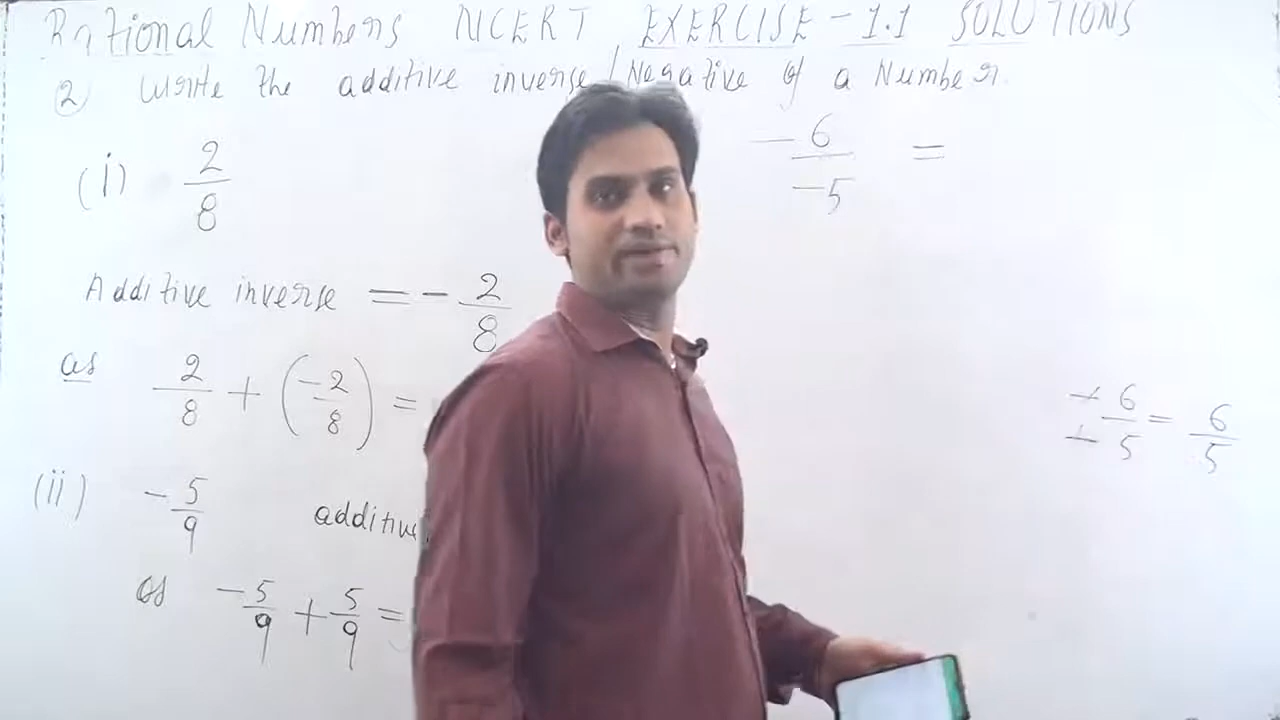 Rational Numbers NCERT EXERCISE - 1.1 SOLUTIONS
② Write the additive inverse / Negative of a Number.
(i) 2/8
Additive inverse = - 2/8
as 2/8 + (-2/8) =
(ii) -5/9 additive
as -5/9 + 5/9 =
-6/-5 =
-6/-5 = 6/5